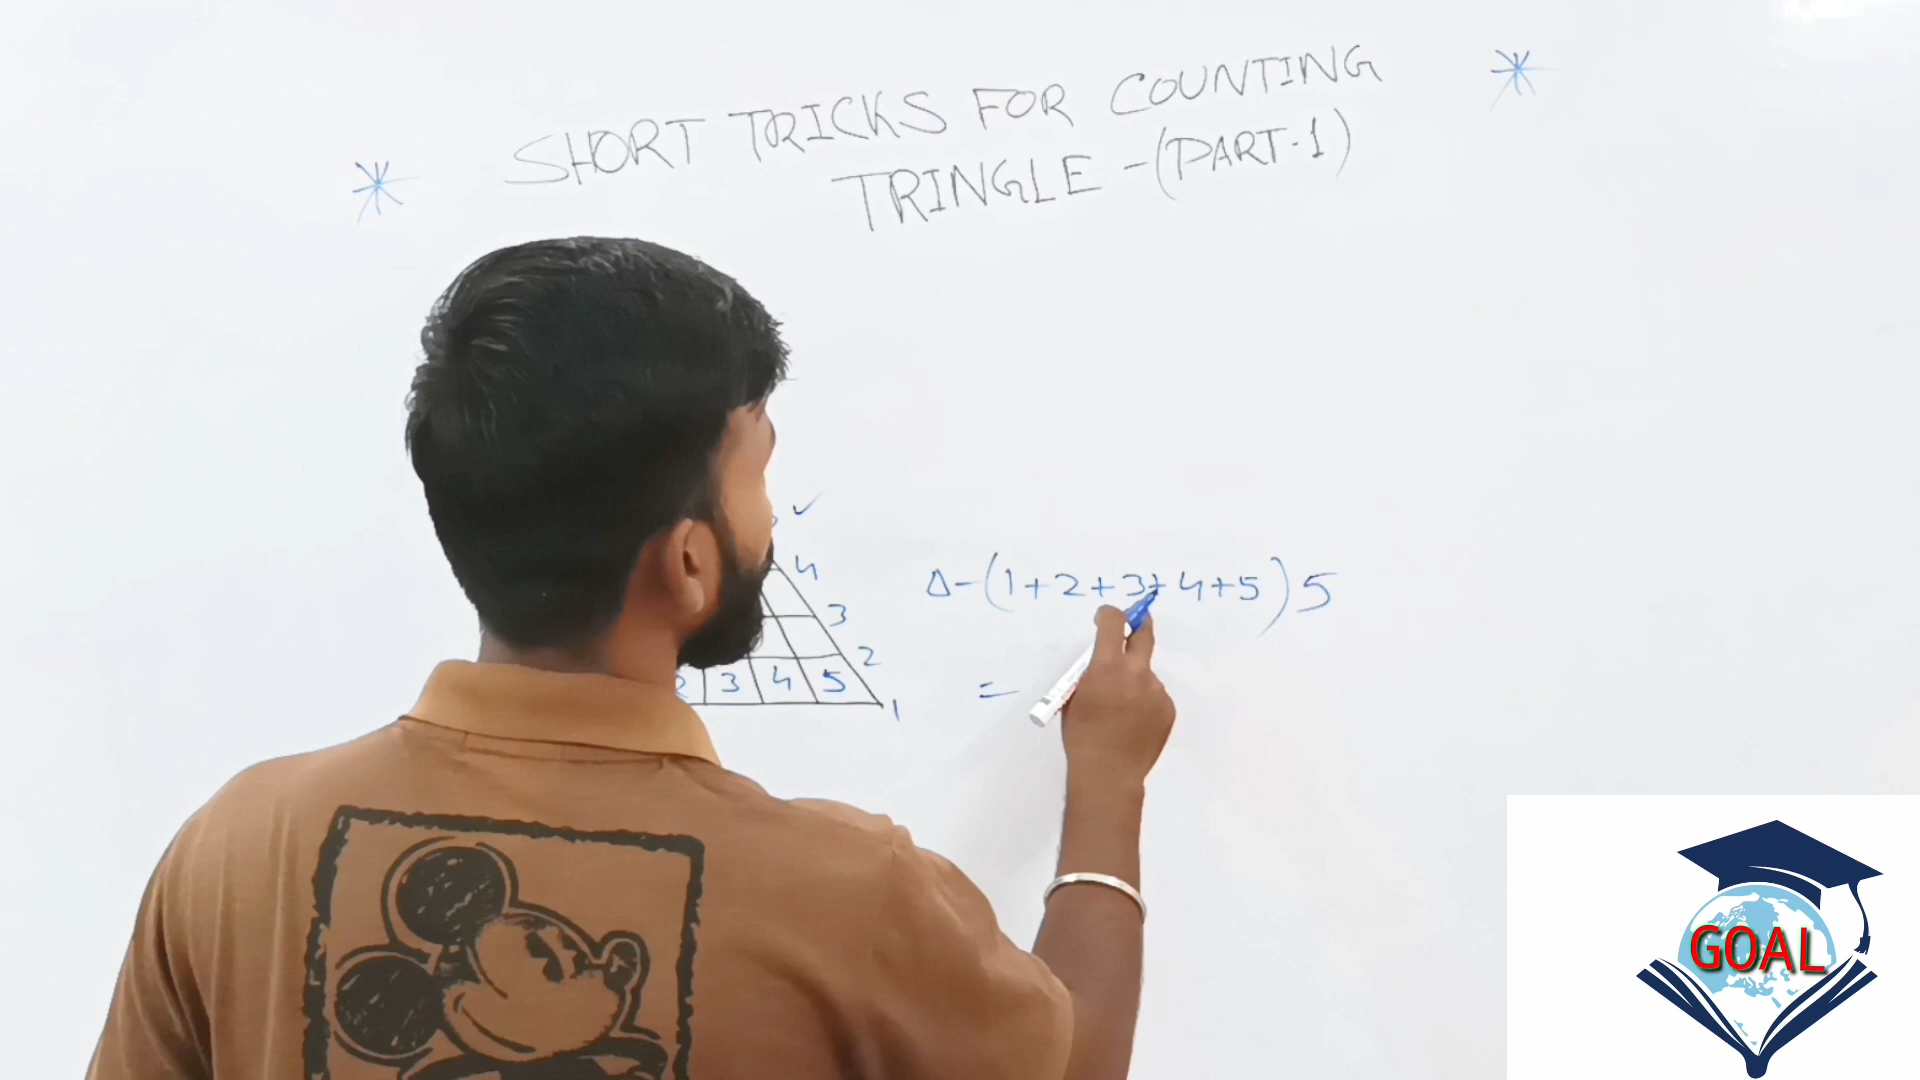 SHORT TRICKS FOR COUNTING
TRINGLE -(PART-1)
✓
4
3
2
2 3 4 5
1
Δ-(1+2+3+4+5)5
=
GOAL